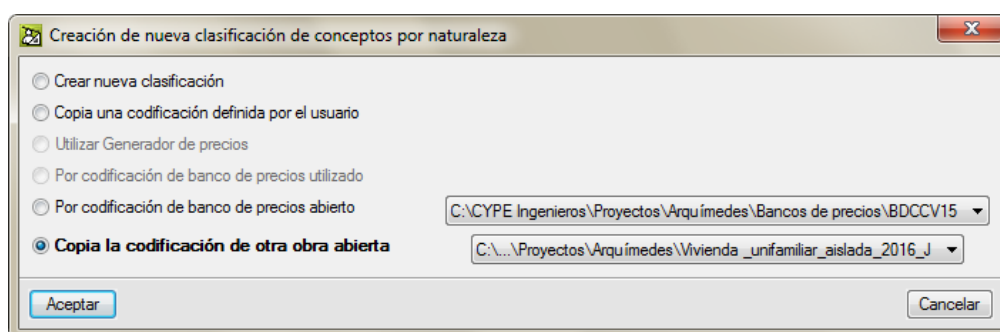 Creación de nueva clasificación de conceptos por naturaleza
Crear nueva clasificación
Copia una codificación definida por el usuario
Utilizar Generador de precios
Por codificación de banco de precios utilizado
Por codificación de banco de precios abierto C:\CYPE Ingenieros\Proyectos\Arquímedes\Bancos de precios\BDCCV15
Copia la codificación de otra obra abierta C:\...\Proyectos\Arquímedes\Vivienda _unifamiliar_aislada_2016_J
Aceptar Cancelar